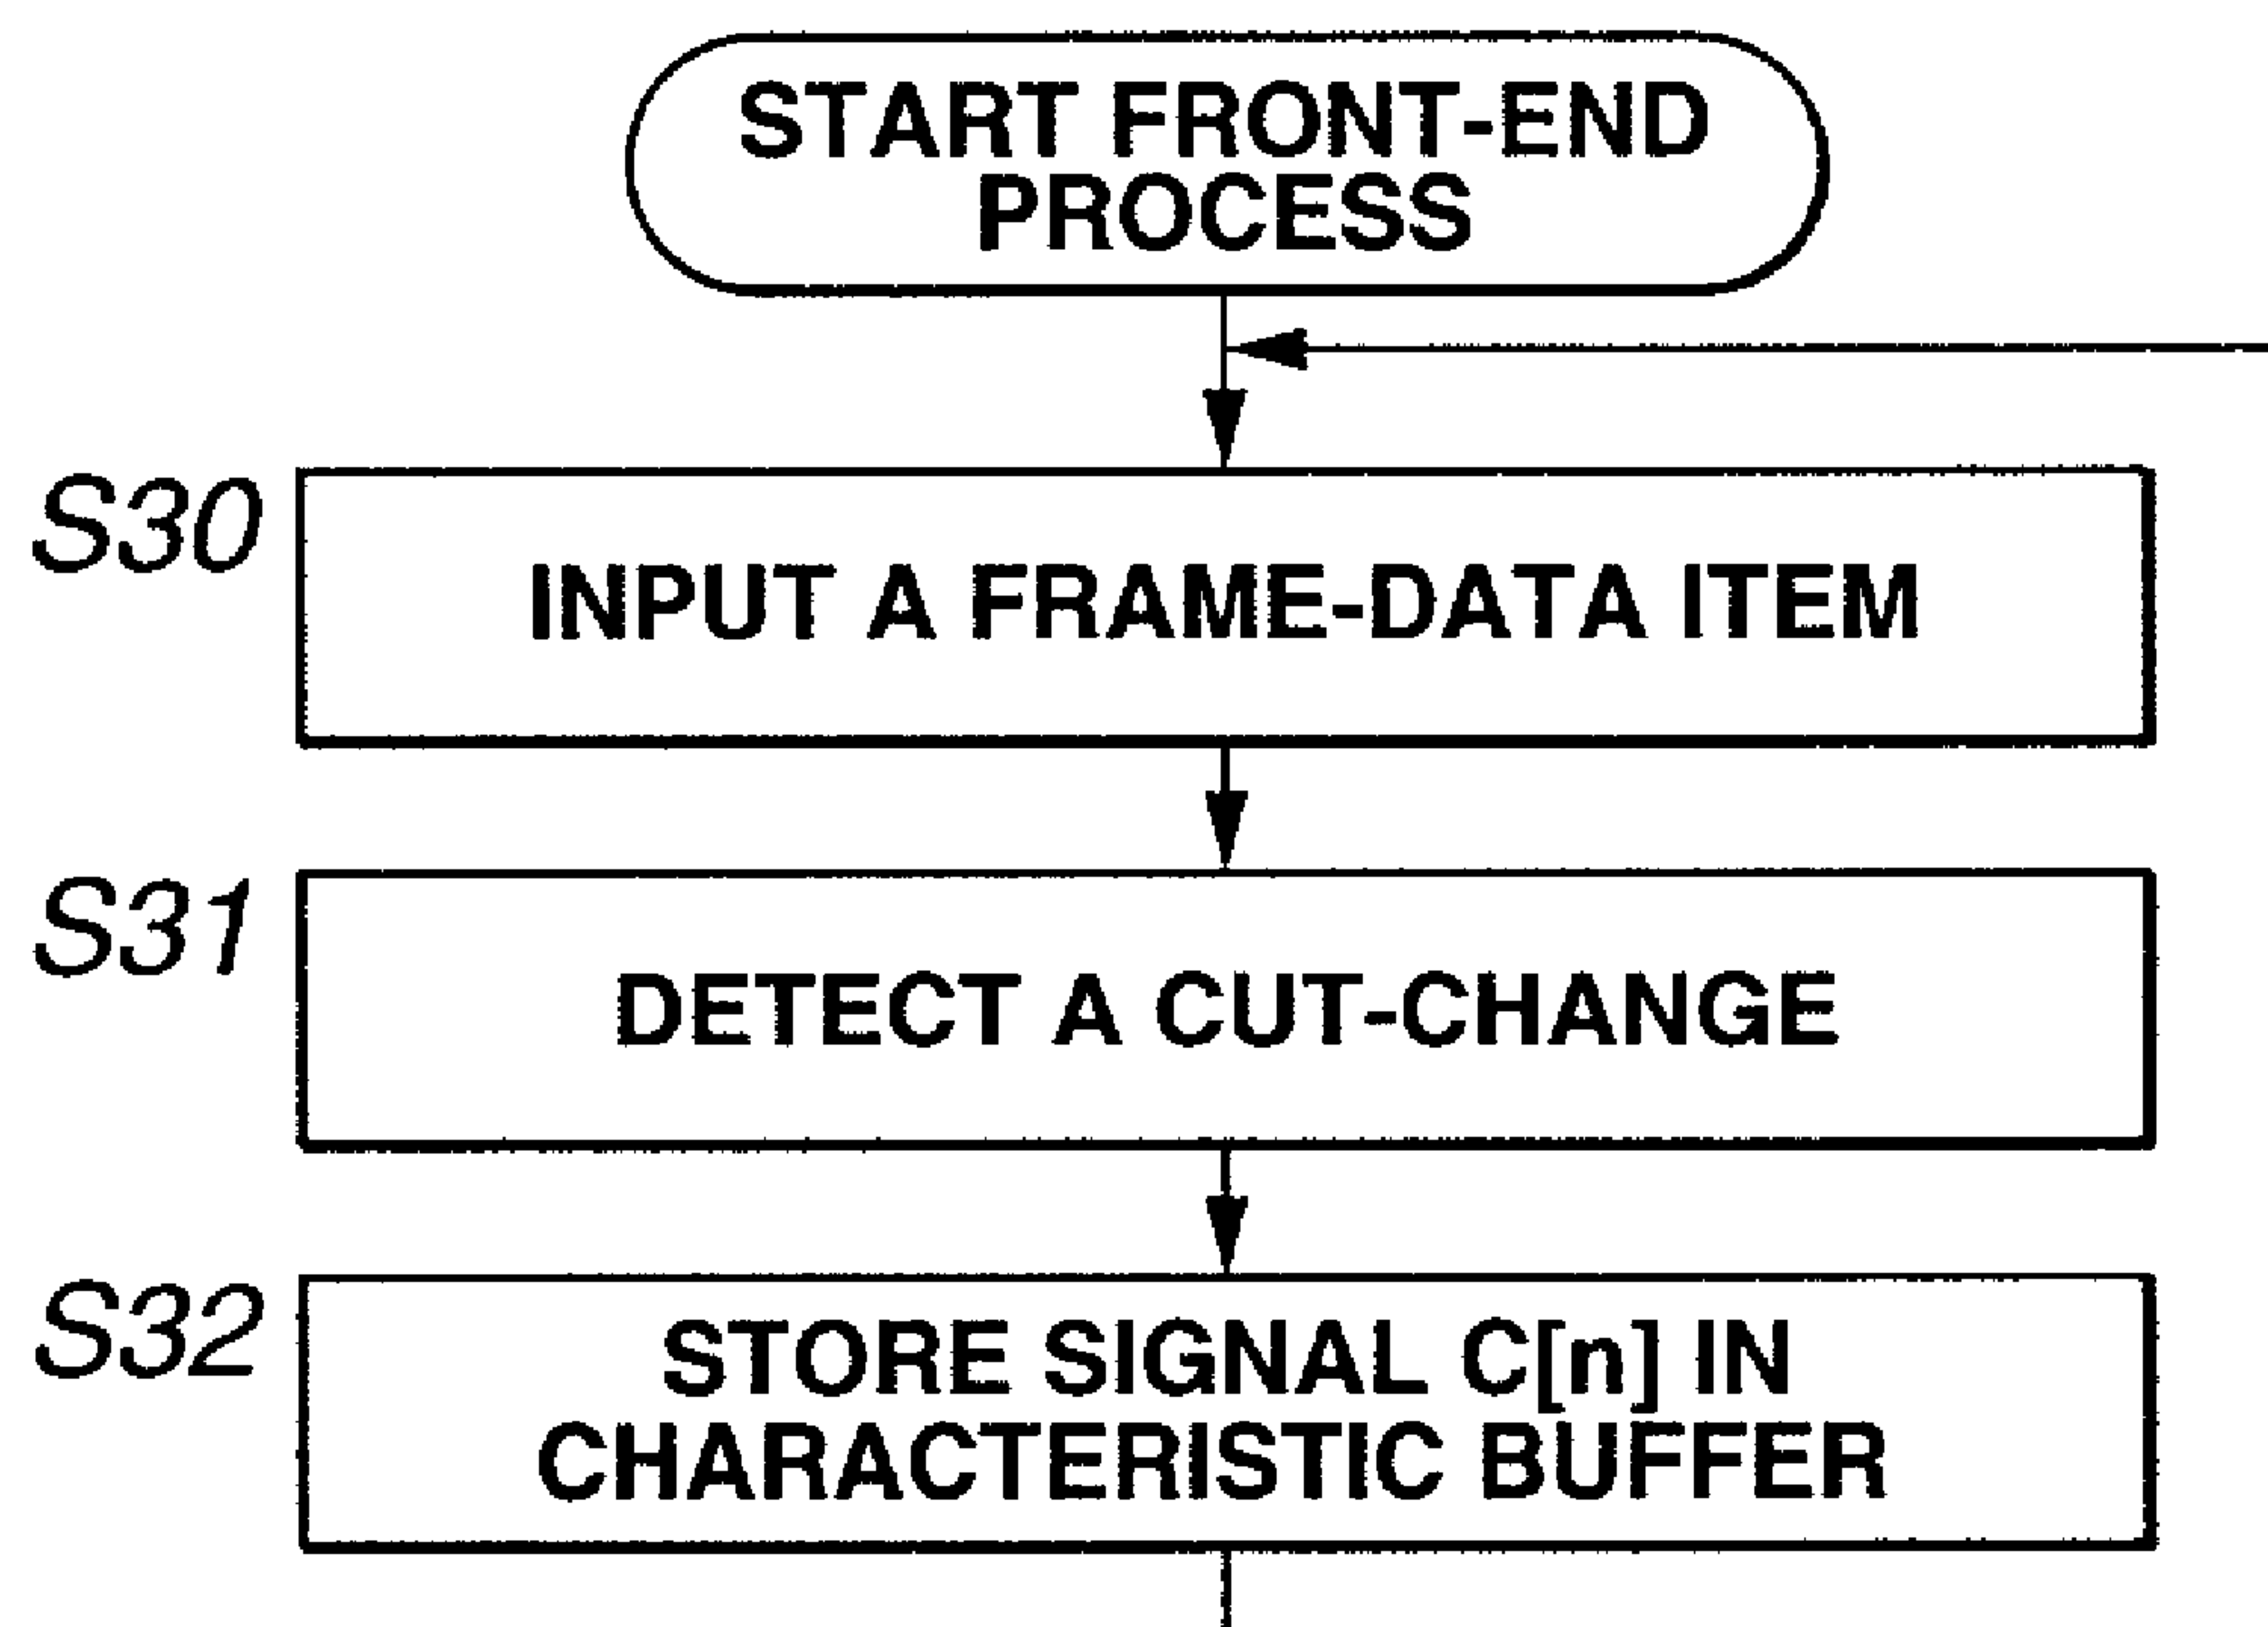 START FRONT-END
PROCESS
S30
INPUT A FRAME-DATA ITEM
S31
DETECT A CUT-CHANGE
S32
STORE SIGNAL C[n] IN
CHARACTERISTIC BUFFER